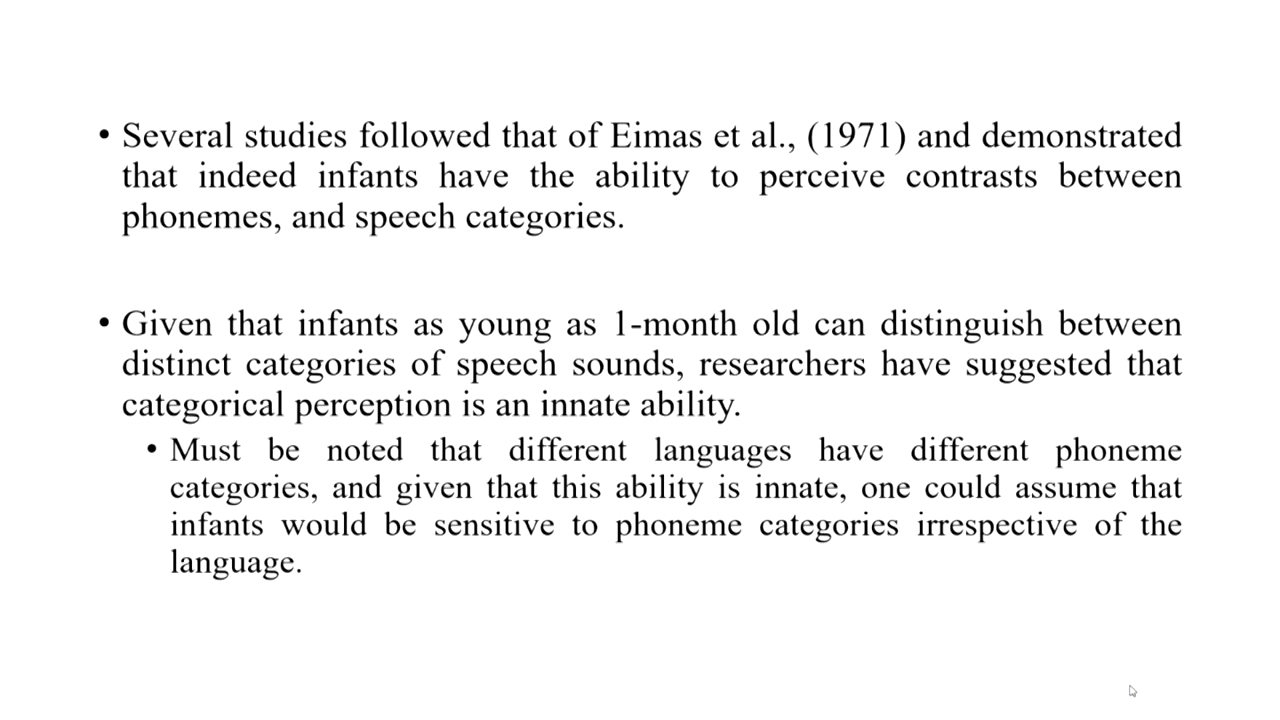 • Several studies followed that of Eimas et al., (1971) and demonstrated
that indeed infants have the ability to perceive contrasts between
phonemes, and speech categories.
• Given that infants as young as 1-month old can distinguish between
distinct categories of speech sounds, researchers have suggested that
categorical perception is an innate ability.
• Must be noted that different languages have different phoneme
categories, and given that this ability is innate, one could assume that
infants would be sensitive to phoneme categories irrespective of the
language.